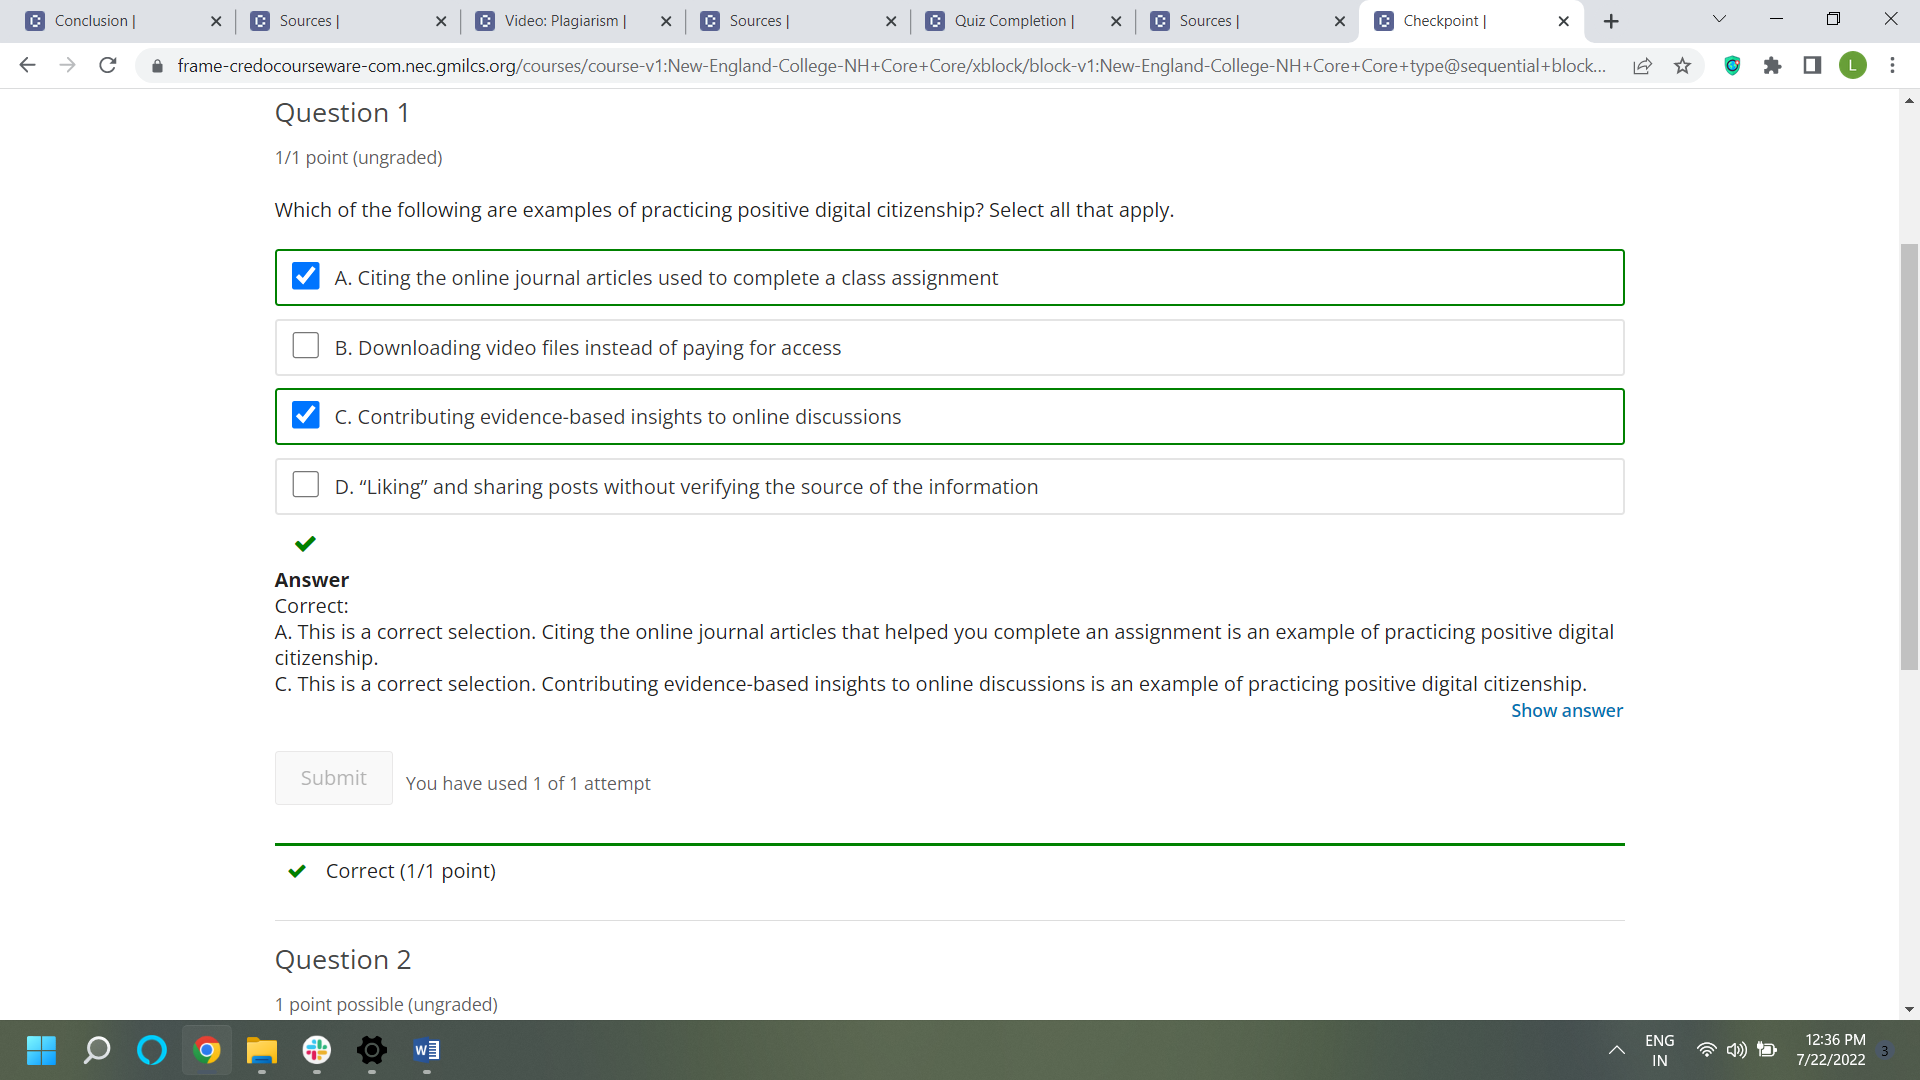 Conclusion |
Sources |
Video: Plagiarism |
Sources |
Quiz Completion |
Sources |
Checkpoint |
frame-credocourseware-com.nec.gmilcs.org/courses/course-v1:New-England-College-NH+Core+Core/xblock/block-v1:New-England-College-NH+Core+Core+type@sequential+block...
L
Question 1
1/1 point (ungraded)
Which of the following are examples of practicing positive digital citizenship? Select all that apply.
A. Citing the online journal articles used to complete a class assignment
B. Downloading video files instead of paying for access
C. Contributing evidence-based insights to online discussions
D. “Liking” and sharing posts without verifying the source of the information
Answer
Correct:
A. This is a correct selection. Citing the online journal articles that helped you complete an assignment is an example of practicing positive digital
citizenship.
C. This is a correct selection. Contributing evidence-based insights to online discussions is an example of practicing positive digital citizenship.
Show answer
Submit
You have used 1 of 1 attempt
Correct (1/1 point)
Question 2
1 point possible (ungraded)
ENG
IN
12:36 PM
7/22/2022
3